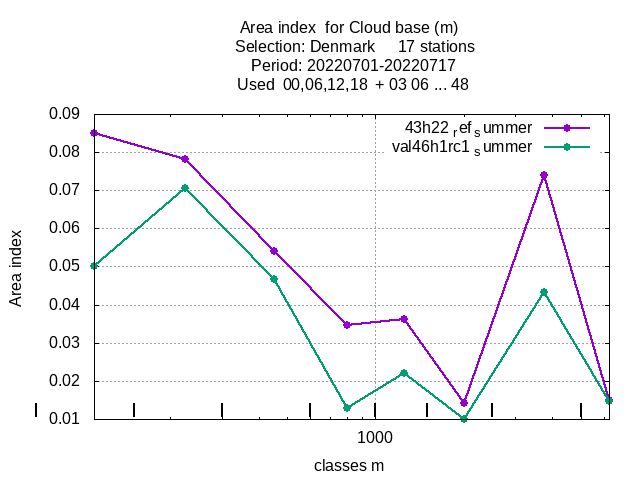 Area index  for Cloud base (m)
Selection: Denmark     17 stations
Period: 20220701-20220717
Used  00,06,12,18  + 03 06 ... 48
43h22 ref summer
val46h1rc1 summer
0.09
0.08
0.07
0.06
0.05
0.04
0.03
0.02
0.01
Area index
1000
classes m